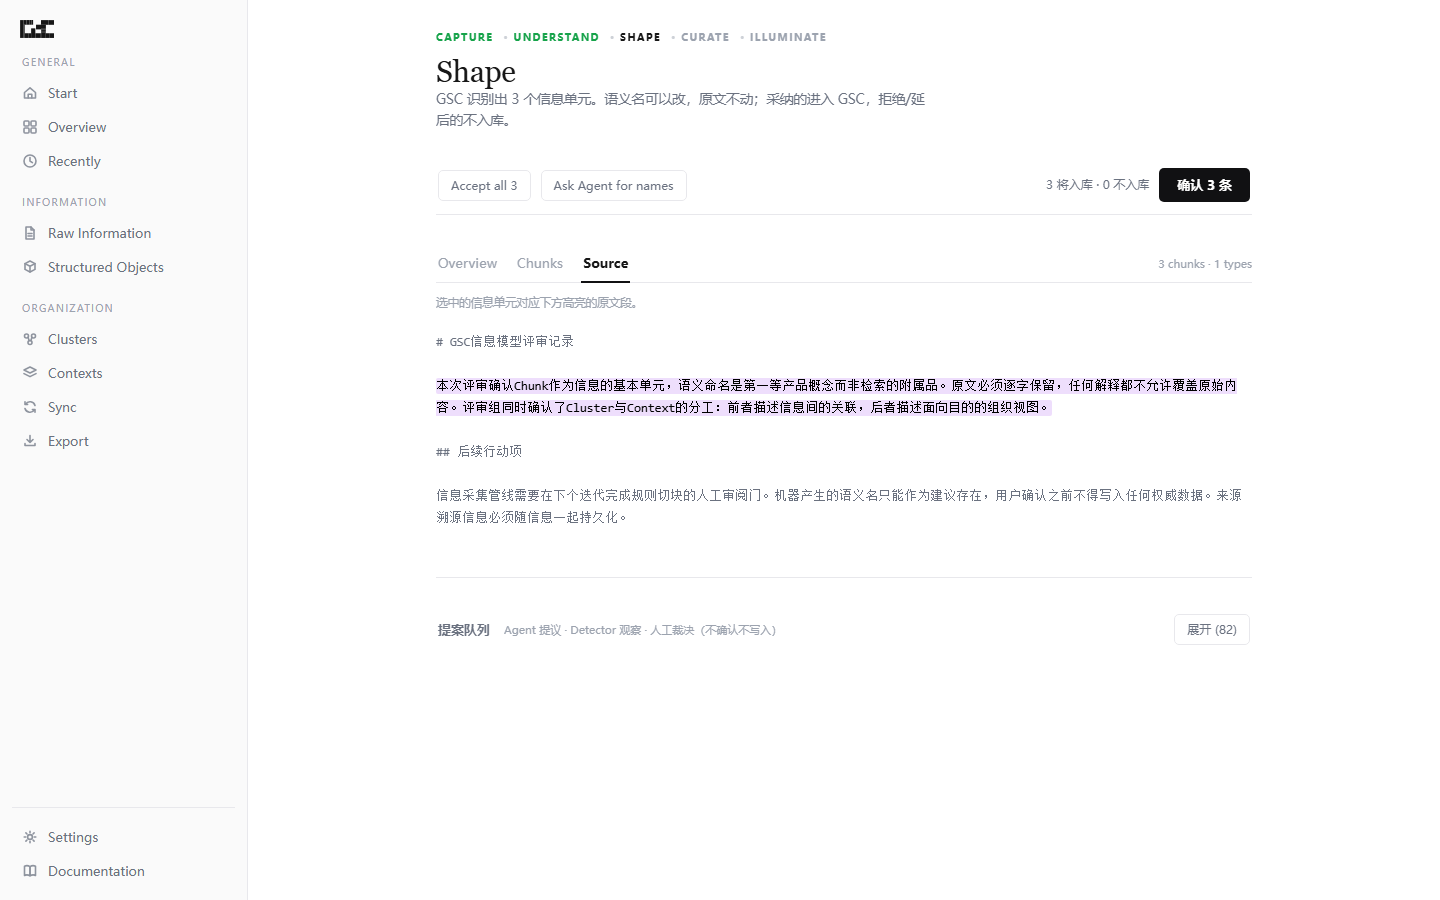 GSC
GENERAL
Start
Overview
Recently
INFORMATION
Raw Information
Structured Objects
ORGANIZATION
Clusters
Contexts
Sync
Export
Settings
Documentation
CAPTURE • UNDERSTAND • SHAPE • CURATE • ILLUMINATE
Shape
GSC 识别出 3 个信息单元。语义名可以改，原文不动；采纳的进入 GSC，拒绝/延
后的不入库。
Accept all 3 Ask Agent for names 3 将入库 · 0 不入库 确认 3 条
Overview Chunks Source 3 chunks · 1 types
选中的信息单元对应下方高亮的原文段。
# GSC信息模型评审记录
本次评审确认Chunk作为信息的基本单元，语义命名是第一等产品概念而非检索的附属品。原文必须逐字保留，任何解释都不允许覆盖原始内
容。评审组同时确认了Cluster与Context的分工：前者描述信息间的关联，后者描述面向目的的组织视图。
## 后续行动项
信息采集管线需要在下个迭代完成规则切块的人工审阅门。机器产生的语义名只能作为建议存在，用户确认之前不得写入任何权威数据。来源
溯源信息必须随信息一起持久化。
提案队列 Agent 提议 · Detector 观察 · 人工裁决（不确认不写入） 展开 (82)